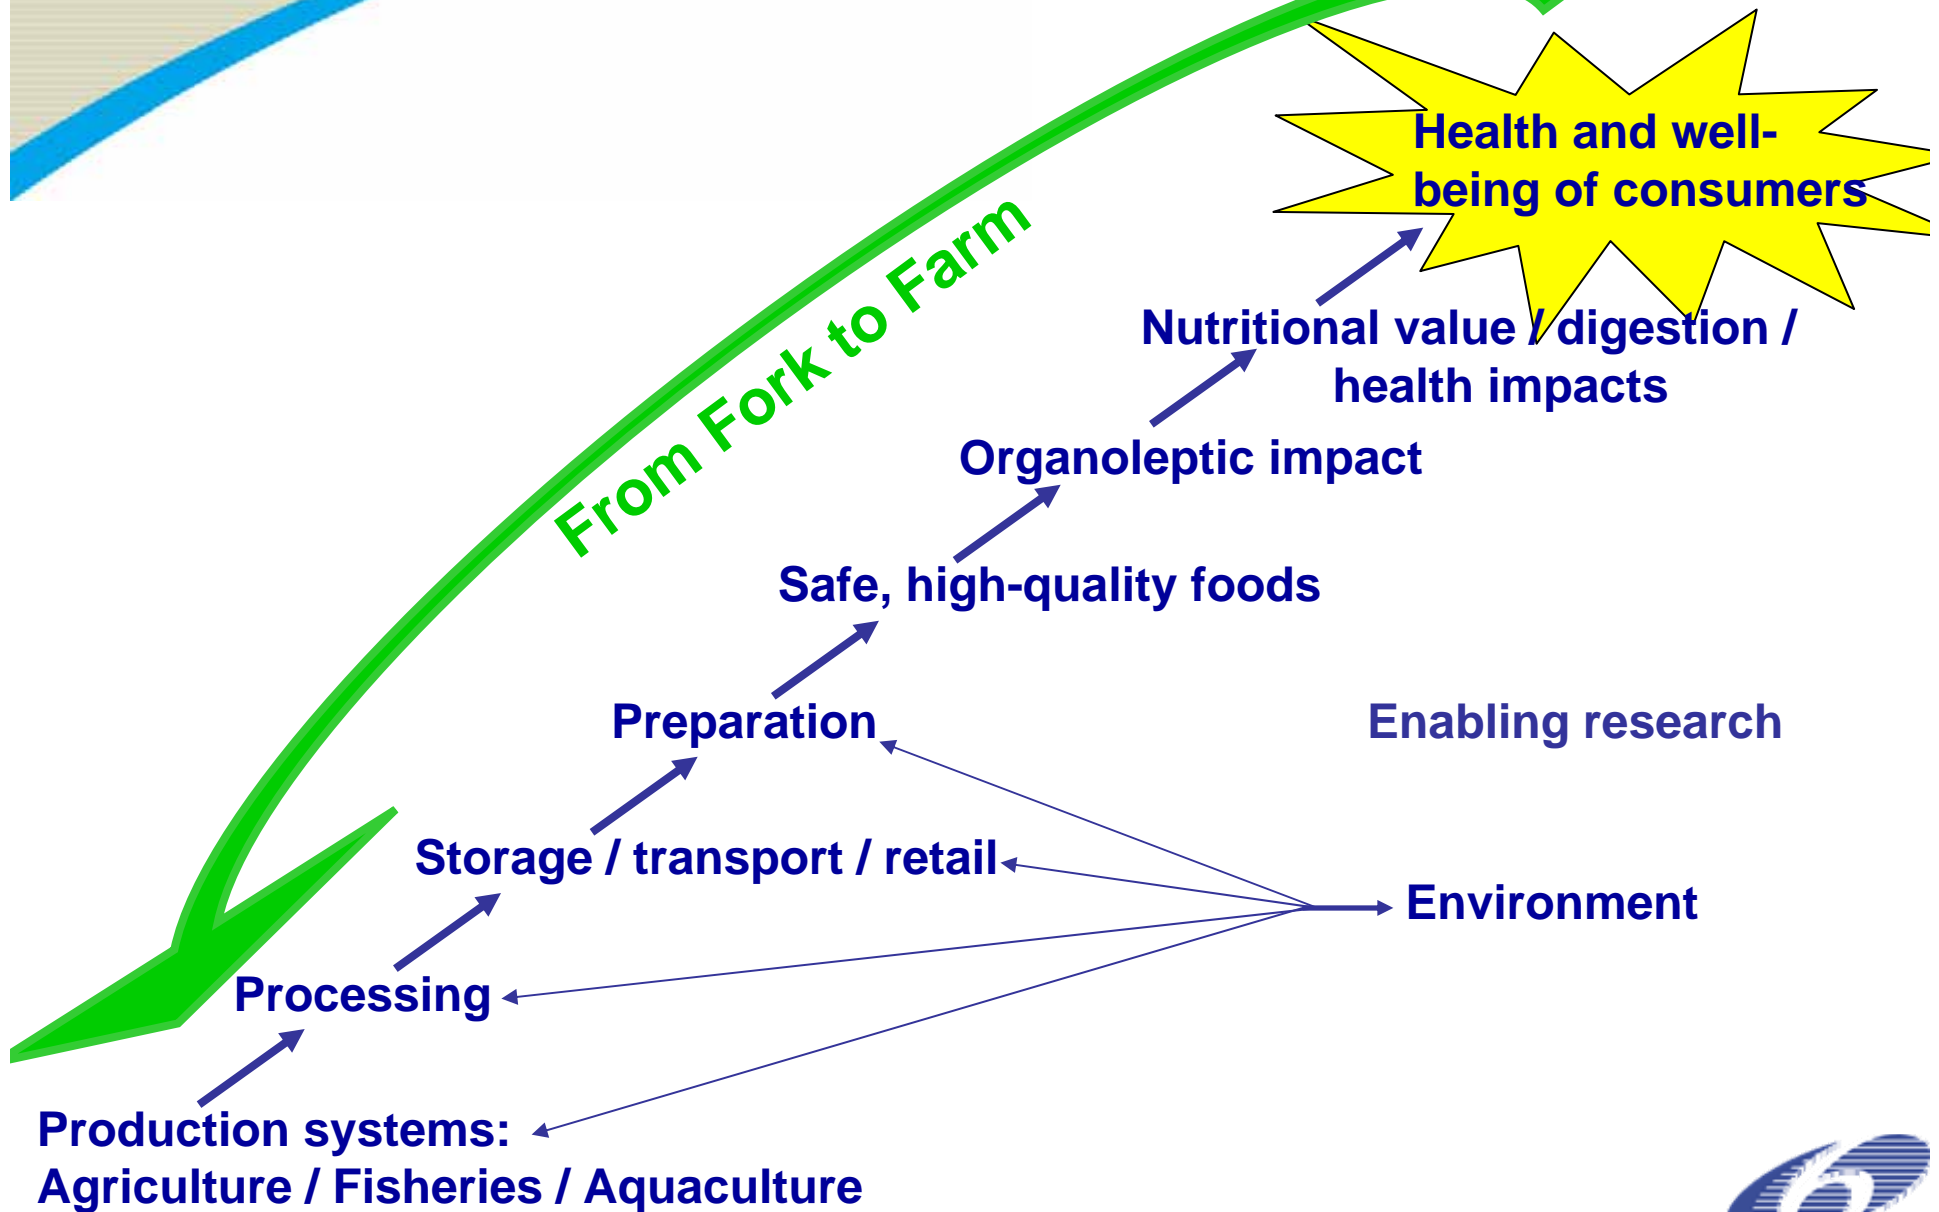 Health and well-
being of consumers
From Fork to Farm
Nutritional value / digestion /
health impacts
Organoleptic impact
Safe, high-quality foods
Preparation
Enabling research
Storage / transport / retail
Environment
Processing
Production systems:
Agriculture / Fisheries / Aquaculture
6